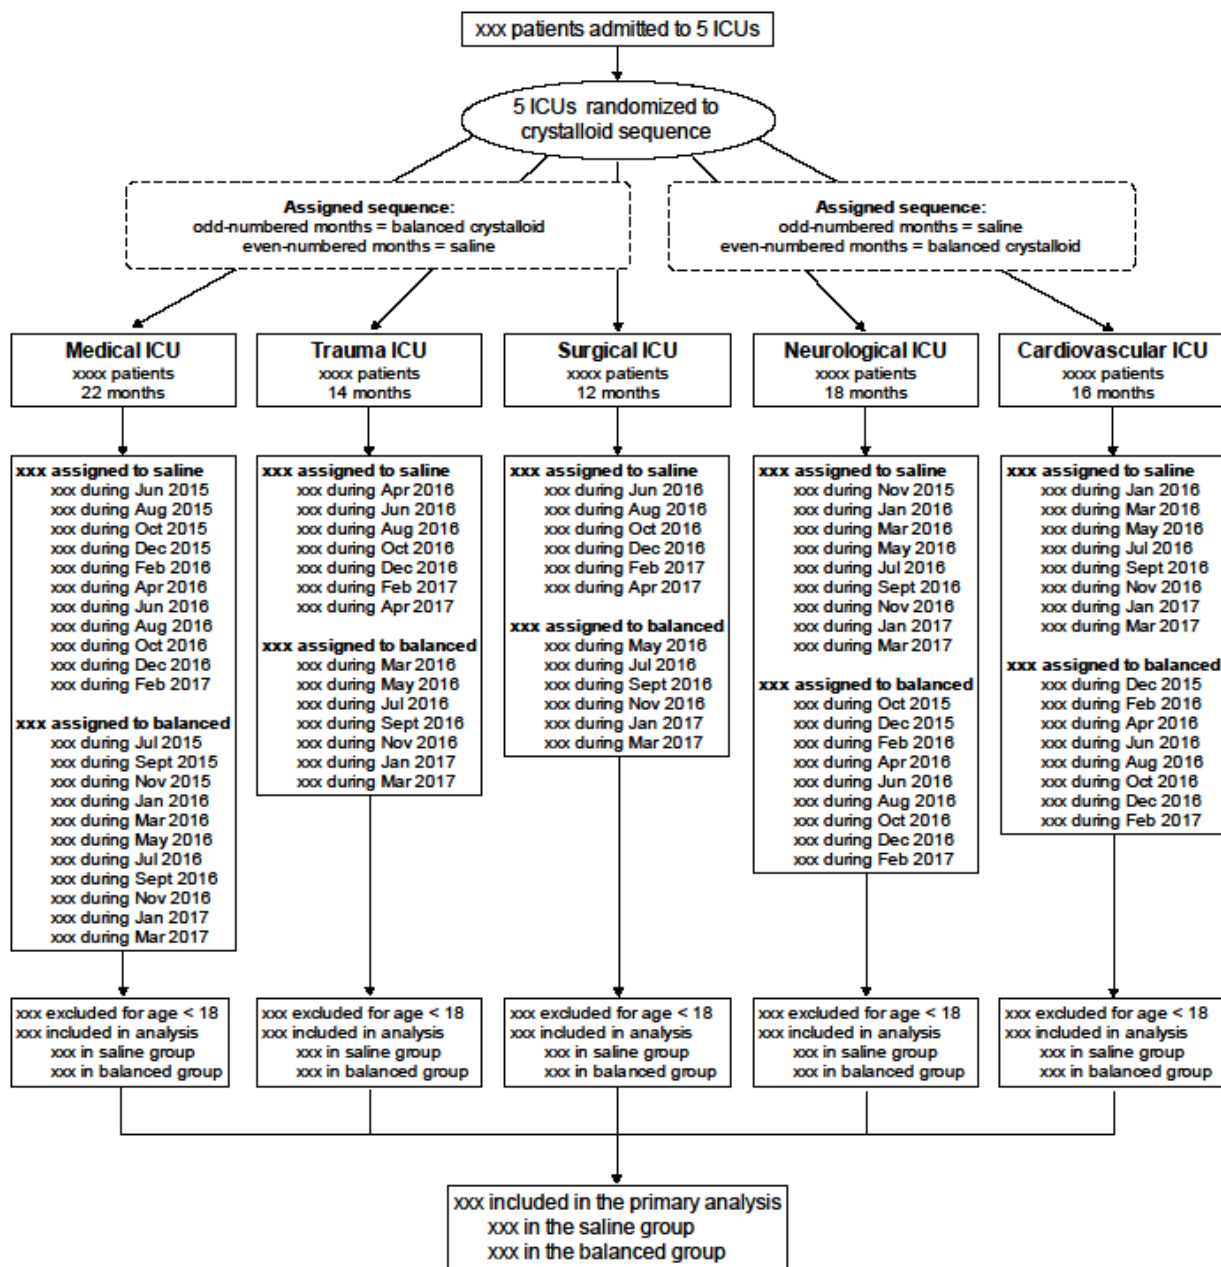 xxx patients admitted to 5 ICUs
5 ICUs randomized to
crystalloid sequence
Assigned sequence:
odd-numbered months = balanced crystalloid
even-numbered months = saline
Assigned sequence:
odd-numbered months = saline
even-numbered months = balanced crystalloid
Medical ICU
xxxx patients
22 months
Trauma ICU
xxxx patients
14 months
Surgical ICU
xxxx patients
12 months
Neurological ICU
xxxx patients
18 months
Cardiovascular ICU
xxxx patients
16 months
xxx assigned to saline
xxx during Jun 2015
xxx during Aug 2015
xxx during Oct 2015
xxx during Dec 2015
xxx during Feb 2016
xxx during Apr 2016
xxx during Jun 2016
xxx during Aug 2016
xxx during Oct 2016
xxx during Dec 2016
xxx during Feb 2017
xxx assigned to balanced
xxx during Jul 2015
xxx during Sept 2015
xxx during Nov 2015
xxx during Jan 2016
xxx during Mar 2016
xxx during May 2016
xxx during Jul 2016
xxx during Sept 2016
xxx during Nov 2016
xxx during Jan 2017
xxx during Mar 2017
xxx assigned to saline
xxx during Apr 2016
xxx during Jun 2016
xxx during Aug 2016
xxx during Oct 2016
xxx during Dec 2016
xxx during Feb 2017
xxx during Apr 2017
xxx assigned to balanced
xxx during Mar 2016
xxx during May 2016
xxx during Jul 2016
xxx during Sept 2016
xxx during Nov 2016
xxx during Jan 2017
xxx during Mar 2017
xxx assigned to saline
xxx during Jun 2016
xxx during Aug 2016
xxx during Oct 2016
xxx during Dec 2016
xxx during Feb 2017
xxx during Apr 2017
xxx assigned to balanced
xxx during May 2016
xxx during Jul 2016
xxx during Sept 2016
xxx during Nov 2016
xxx during Jan 2017
xxx during Mar 2017
xxx assigned to saline
xxx during Nov 2015
xxx during Jan 2016
xxx during Mar 2016
xxx during May 2016
xxx during Jul 2016
xxx during Sept 2016
xxx during Nov 2016
xxx during Jan 2017
xxx during Mar 2017
xxx assigned to balanced
xxx during Oct 2015
xxx during Dec 2015
xxx during Feb 2016
xxx during Apr 2016
xxx during Jun 2016
xxx during Aug 2016
xxx during Oct 2016
xxx during Dec 2016
xxx during Feb 2017
xxx assigned to saline
xxx during Jan 2016
xxx during Mar 2016
xxx during May 2016
xxx during Jul 2016
xxx during Sept 2016
xxx during Nov 2016
xxx during Jan 2017
xxx during Mar 2017
xxx assigned to balanced
xxx during Dec 2015
xxx during Feb 2016
xxx during Apr 2016
xxx during Jun 2016
xxx during Aug 2016
xxx during Oct 2016
xxx during Dec 2016
xxx during Feb 2017
xxx excluded for age < 18
xxx included in analysis
xxx in saline group
xxx in balanced group
xxx excluded for age < 18
xxx included in analysis
xxx in saline group
xxx in balanced group
xxx excluded for age < 18
xxx included in analysis
xxx in saline group
xxx in balanced group
xxx excluded for age < 18
xxx included in analysis
xxx in saline group
xxx in balanced group
xxx excluded for age < 18
xxx included in analysis
xxx in saline group
xxx in balanced group
xxx included in the primary analysis
xxx in the saline group
xxx in the balanced group